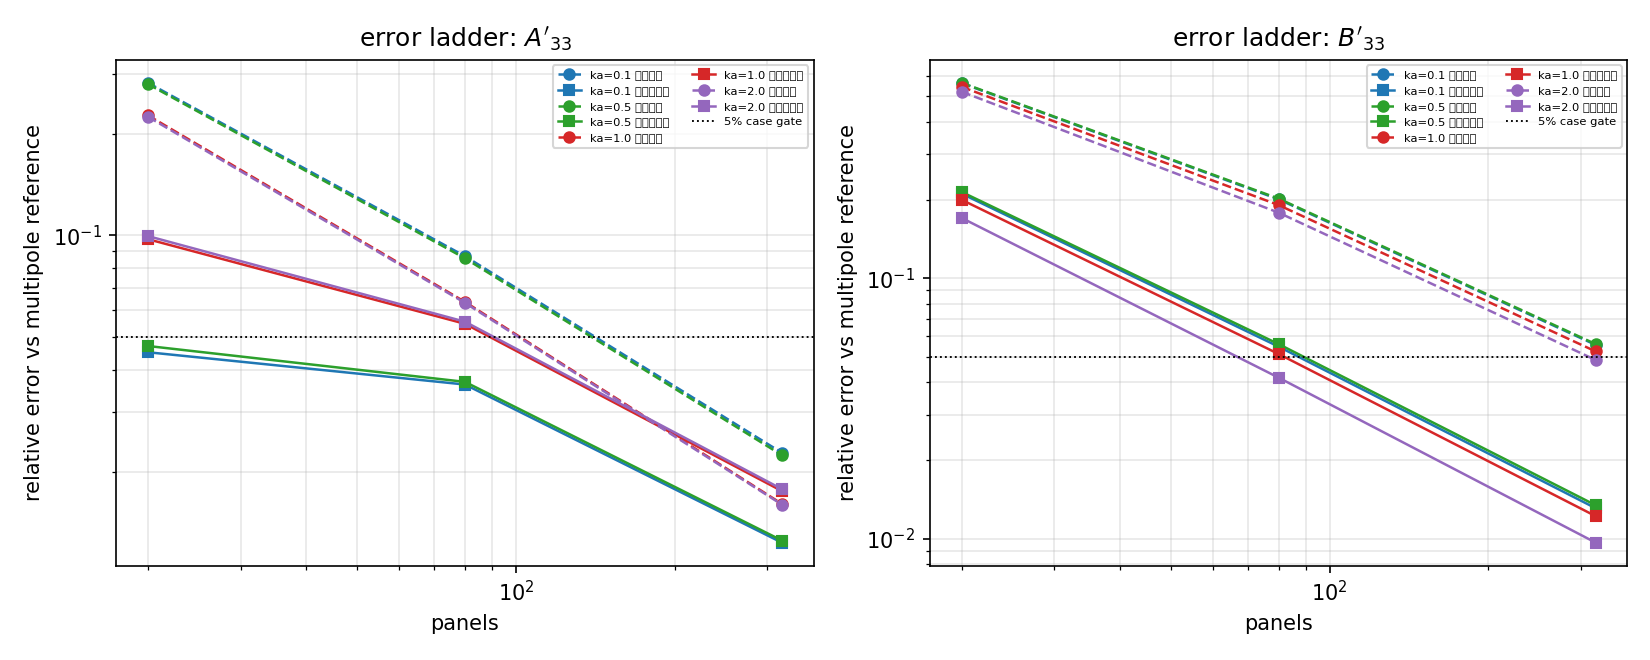 error ladder: A′33
relative error vs multipole reference
10−1
102
panels
ka=0.1
ka=0.1
ka=0.5
ka=0.5
ka=1.0
ka=1.0
ka=2.0
ka=2.0
5% case gate
error ladder: B′33
relative error vs multipole reference
10−1
10−2
102
panels
ka=0.1
ka=0.1
ka=0.5
ka=0.5
ka=1.0
ka=1.0
ka=2.0
ka=2.0
5% case gate